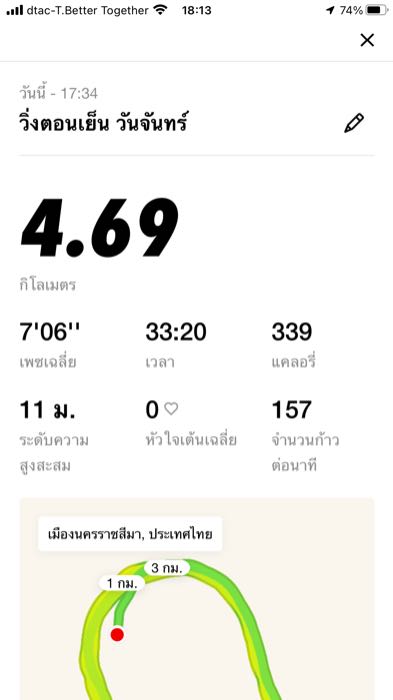 dtac-T.Better Together 18:13 74%
วันนี้ - 17:34
วิ่งตอนเย็น วันจันทร์
4.69
กิโลเมตร
7'06'' 33:20 339
เพซเฉลี่ย เวลา แคลอรี่
11 ม. 0 157
ระดับความ หัวใจเต้นเฉลี่ย จำนวนก้าว
สูงสะสม ต่อนาที
เมืองนครราชสีมา, ประเทศไทย
3 กม.
1 กม.